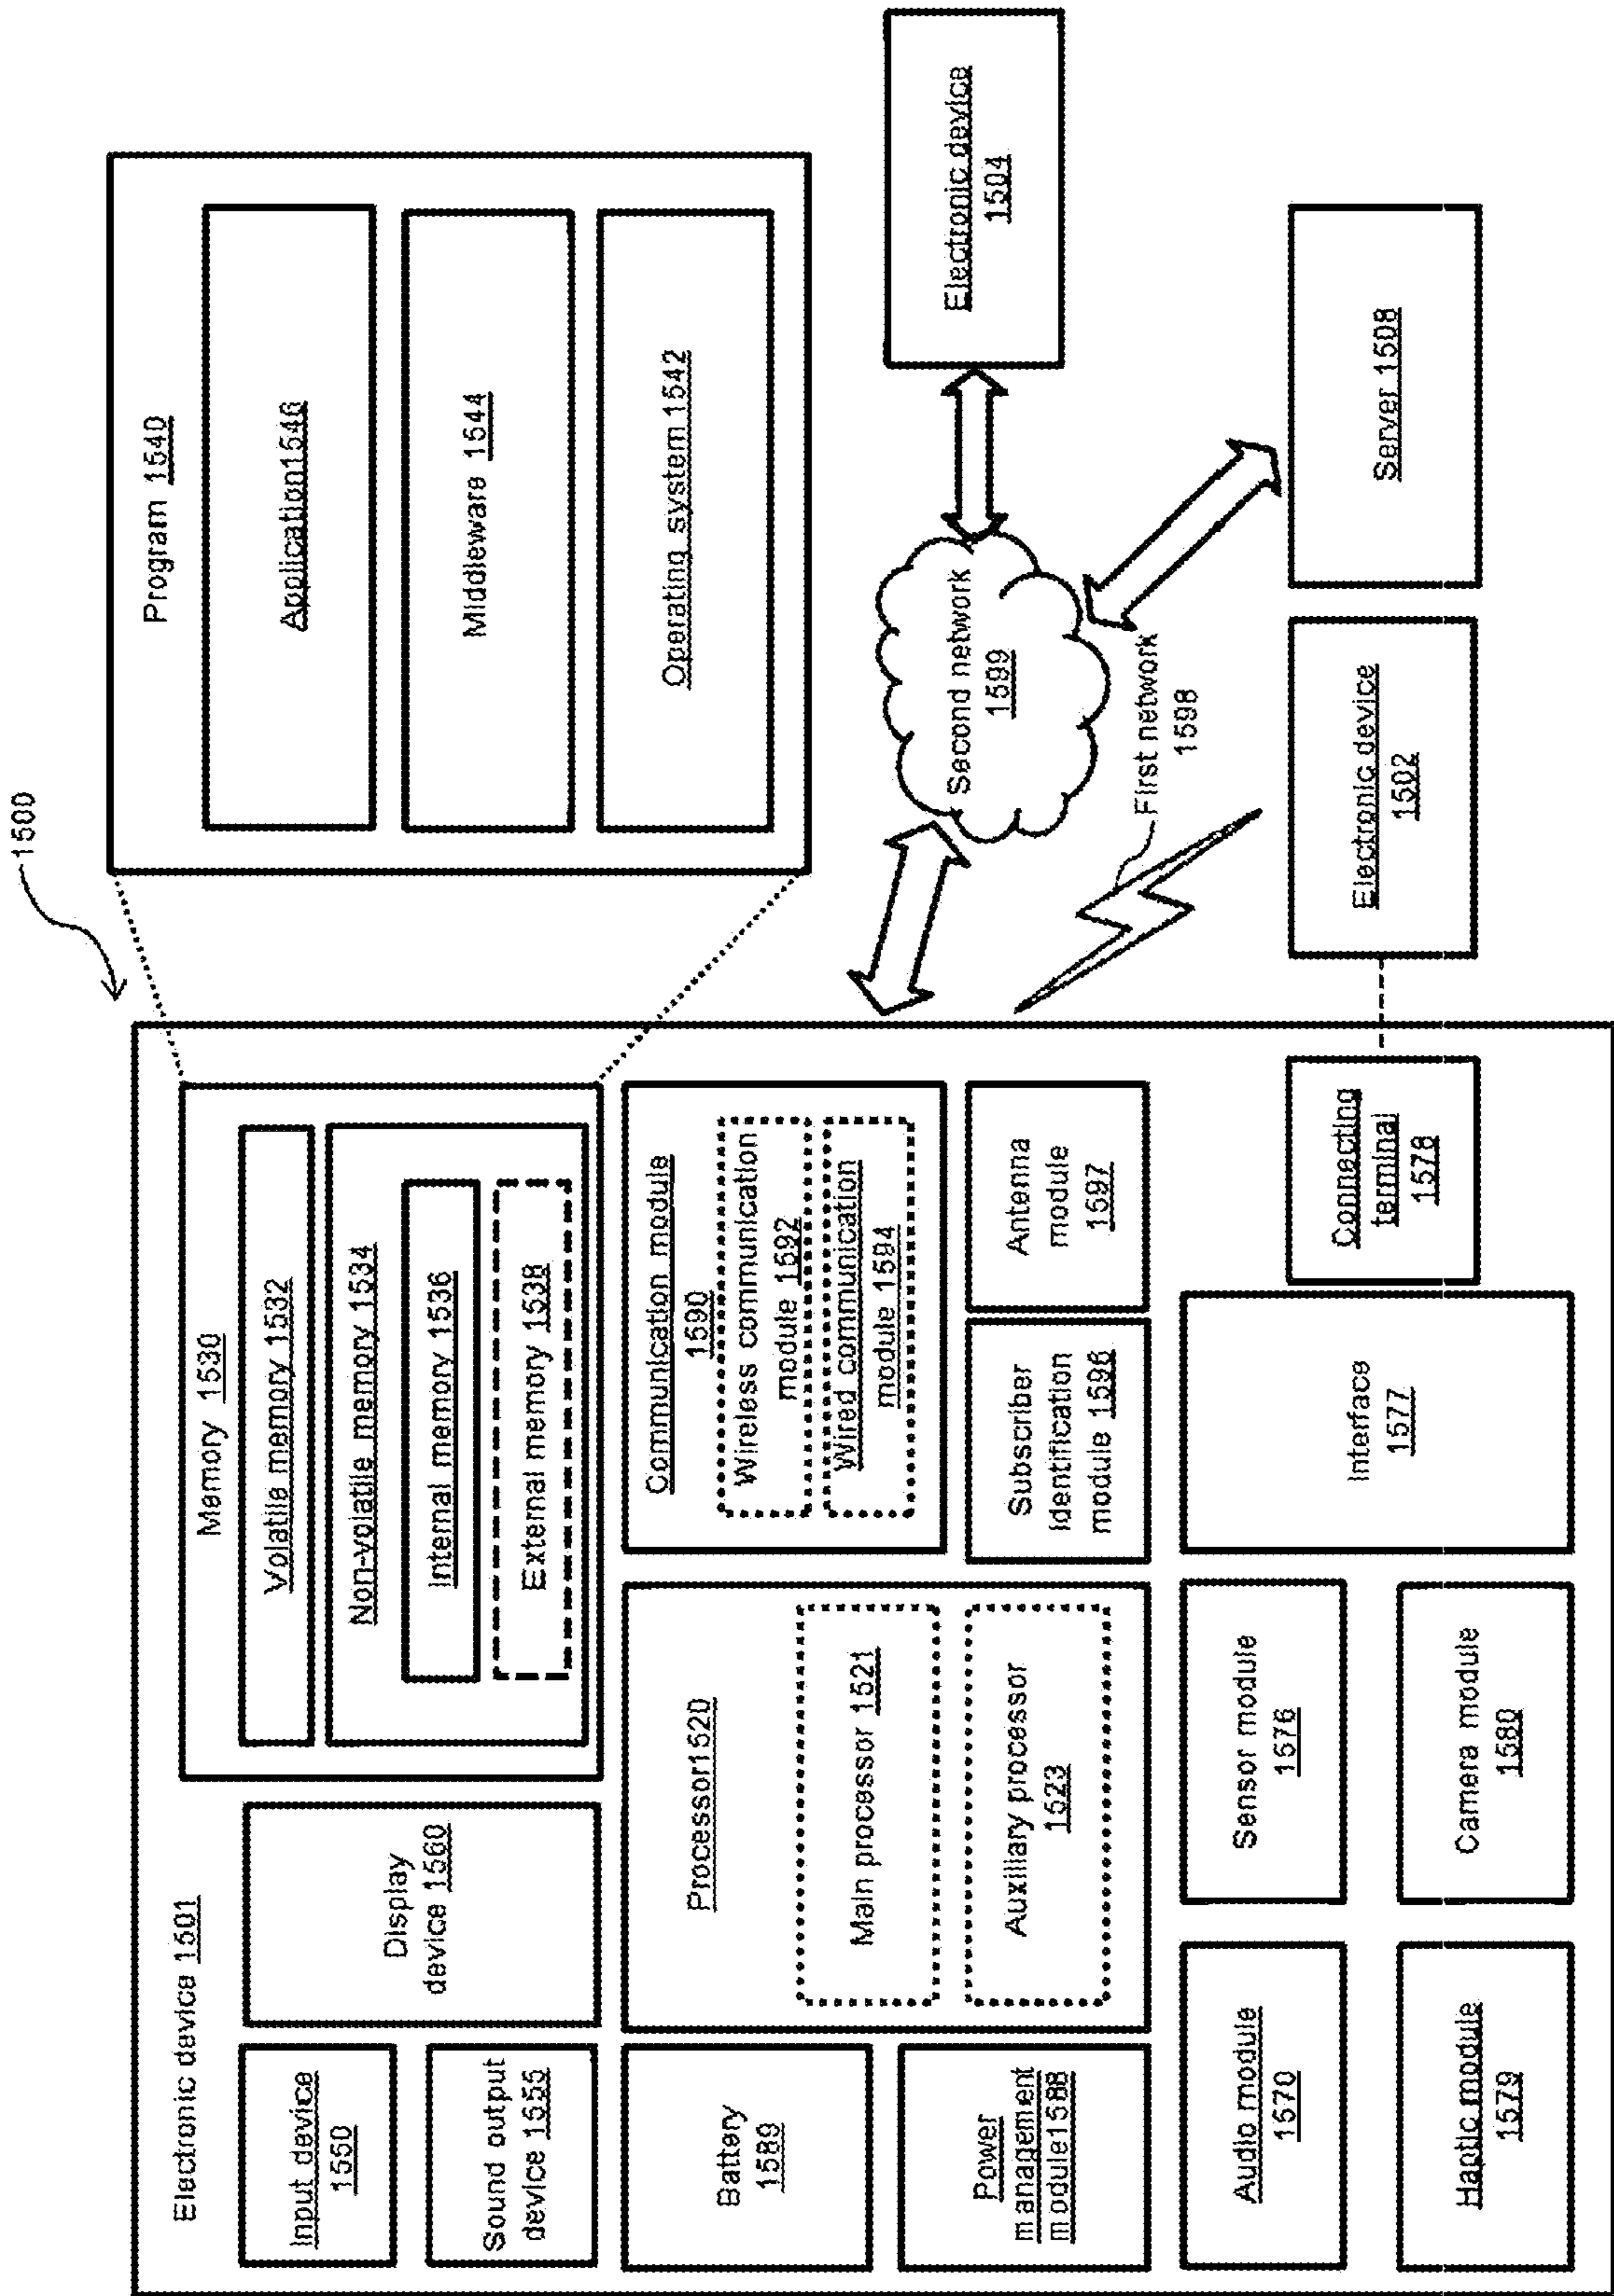 1500
Electronic device 1501
Input device
1550
Sound output
device 1555
Display
device 1560
Memory 1530
Volatile memory 1532
Non-volatile memory 1534
Internal memory 1536
External memory 1538
Program 1540
Application1546
Middleware 1544
Operating system 1542
Battery
1589
Power
management
module1588
Processor1520
Main processor 1521
Auxiliary processor
1523
Communication module
1590
Wireless communication
module 1592
Wired communication
module 1594
Subscriber
identification
module 1596
Antenna
module
1597
Second network
1599
First network
1598
Electronic device
1504
Audio module
1570
Sensor module
1576
Interface
1577
Connecting
terminal
1578
Electronic device
1502
Server 1508
Haptic module
1579
Camera module
1580